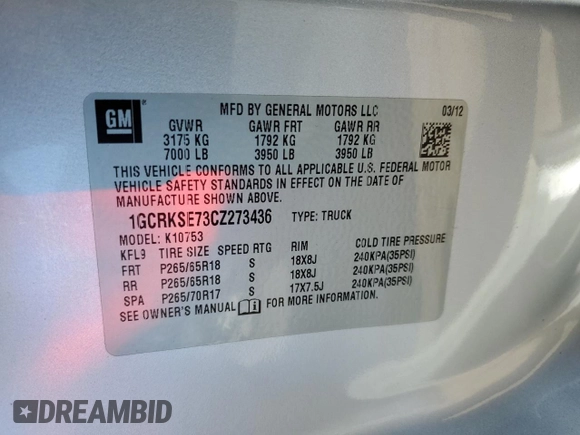 GM
MFD BY GENERAL MOTORS LLC 03/12
GVWR GAWR FRT GAWR RR
3175 KG 1792 KG 1792 KG
7000 LB 3950 LB 3950 LB
THIS VEHICLE CONFORMS TO ALL APPLICABLE U.S. FEDERAL MOTOR
VEHICLE SAFETY STANDARDS IN EFFECT ON THE DATE OF
MANUFACTURE SHOWN ABOVE.
1GCRKSE73CZ273436 TYPE: TRUCK
MODEL: K10753
KFL9 TIRE SIZE SPEED RTG RIM COLD TIRE PRESSURE
FRT P265/65R18 S 18X8J 240KPA(35PSI)
RR P265/65R18 S 18X8J 240KPA(35PSI)
SPA P265/70R17 S 17X7.5J 240KPA(35PSI)
SEE OWNER'S MANUAL FOR MORE INFORMATION.
DREAMBID